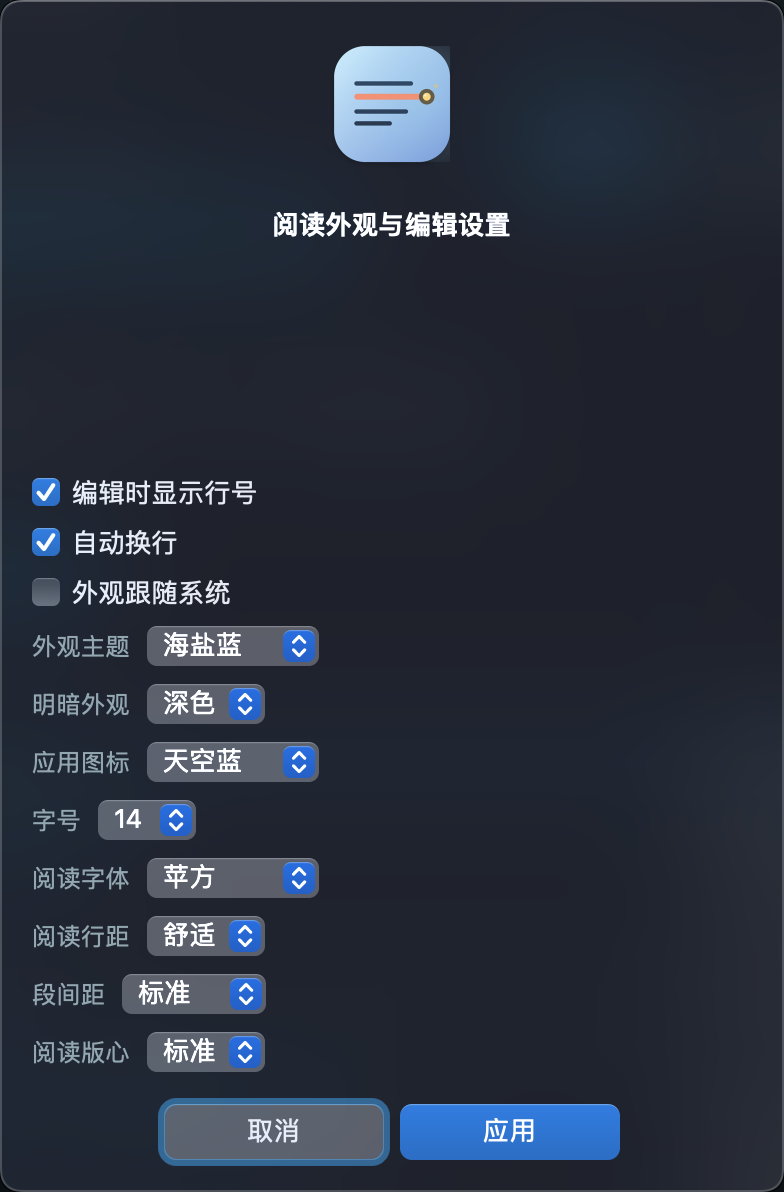 阅读外观与编辑设置
编辑时显示行号
自动换行
外观跟随系统
外观主题 海盐蓝
明暗外观 深色
应用图标 天空蓝
字号 14
阅读字体 苹方
阅读行距 舒适
段间距 标准
阅读版心 标准
取消 应用